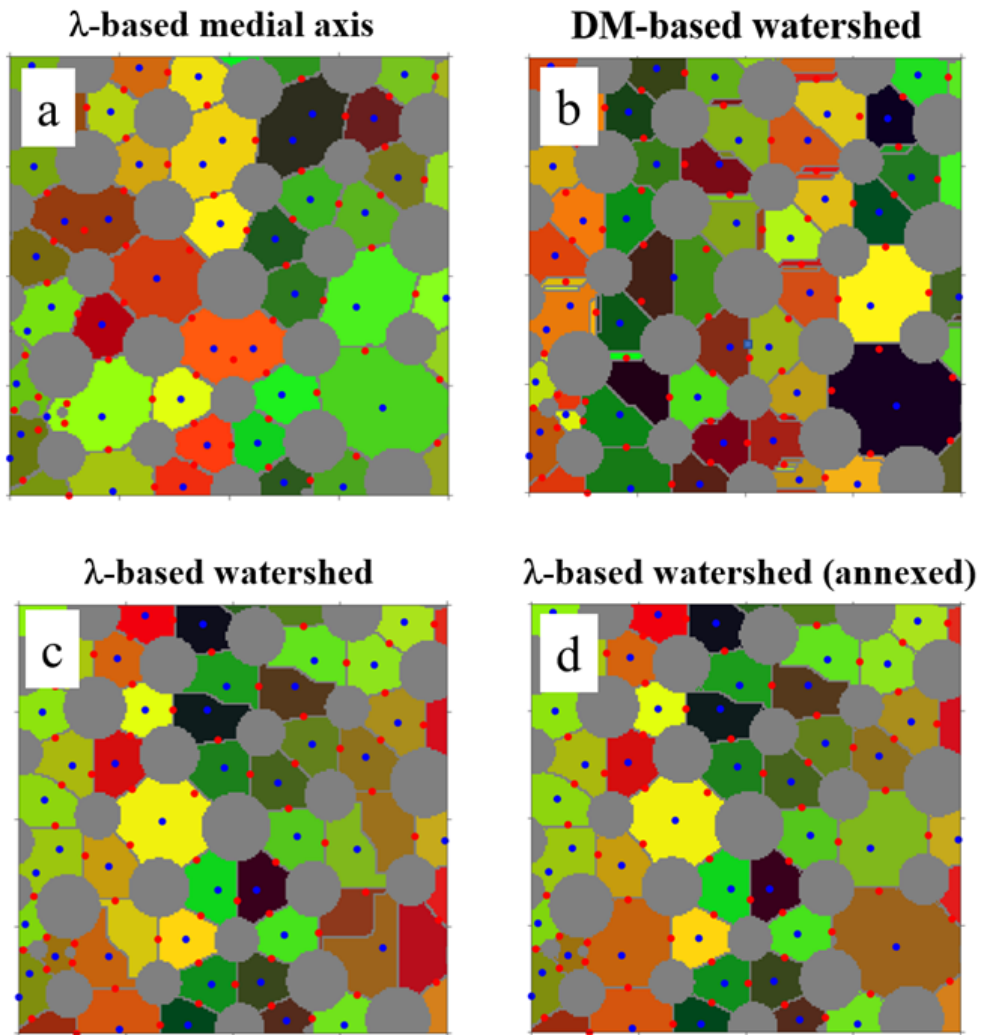 λ-based medial axis
DM-based watershed
a
b
λ-based watershed
λ-based watershed (annexed)
c
d